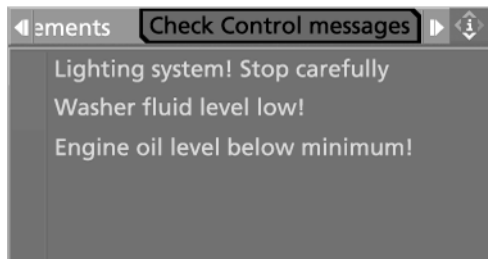 ements Check Control messages
Lighting system! Stop carefully
Washer fluid level low!
Engine oil level below minimum!